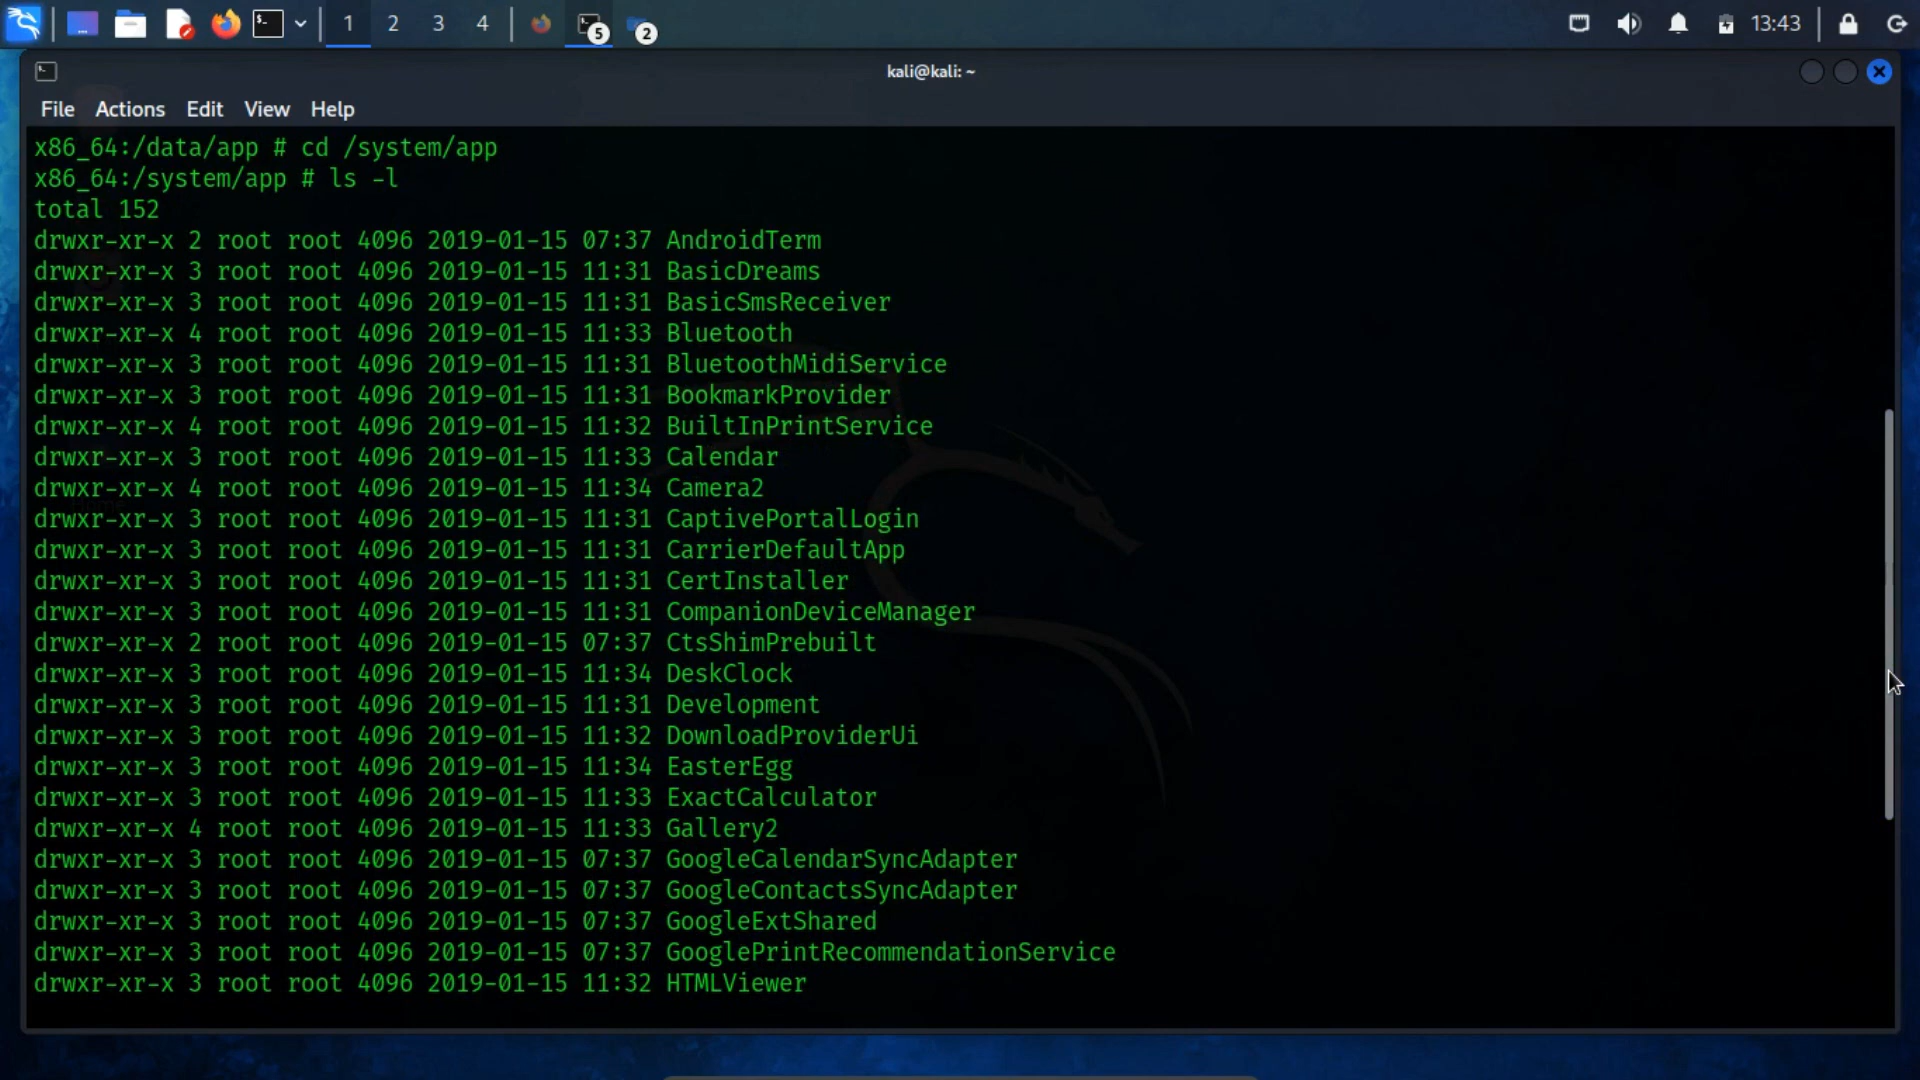 1 2 3 4 5 2 13:43
kali@kali: ~
File Actions Edit View Help
x86_64:/data/app # cd /system/app
x86_64:/system/app # ls -l
total 152
drwxr-xr-x 2 root root 4096 2019-01-15 07:37 AndroidTerm
drwxr-xr-x 3 root root 4096 2019-01-15 11:31 BasicDreams
drwxr-xr-x 3 root root 4096 2019-01-15 11:31 BasicSmsReceiver
drwxr-xr-x 4 root root 4096 2019-01-15 11:33 Bluetooth
drwxr-xr-x 3 root root 4096 2019-01-15 11:31 BluetoothMidiService
drwxr-xr-x 3 root root 4096 2019-01-15 11:31 BookmarkProvider
drwxr-xr-x 4 root root 4096 2019-01-15 11:32 BuiltInPrintService
drwxr-xr-x 3 root root 4096 2019-01-15 11:33 Calendar
drwxr-xr-x 4 root root 4096 2019-01-15 11:34 Camera2
drwxr-xr-x 3 root root 4096 2019-01-15 11:31 CaptivePortalLogin
drwxr-xr-x 3 root root 4096 2019-01-15 11:31 CarrierDefaultApp
drwxr-xr-x 3 root root 4096 2019-01-15 11:31 CertInstaller
drwxr-xr-x 3 root root 4096 2019-01-15 11:31 CompanionDeviceManager
drwxr-xr-x 2 root root 4096 2019-01-15 07:37 CtsShimPrebuilt
drwxr-xr-x 3 root root 4096 2019-01-15 11:34 DeskClock
drwxr-xr-x 3 root root 4096 2019-01-15 11:31 Development
drwxr-xr-x 3 root root 4096 2019-01-15 11:32 DownloadProviderUi
drwxr-xr-x 3 root root 4096 2019-01-15 11:34 EasterEgg
drwxr-xr-x 3 root root 4096 2019-01-15 11:33 ExactCalculator
drwxr-xr-x 4 root root 4096 2019-01-15 11:33 Gallery2
drwxr-xr-x 3 root root 4096 2019-01-15 07:37 GoogleCalendarSyncAdapter
drwxr-xr-x 3 root root 4096 2019-01-15 07:37 GoogleContactsSyncAdapter
drwxr-xr-x 3 root root 4096 2019-01-15 07:37 GoogleExtShared
drwxr-xr-x 3 root root 4096 2019-01-15 07:37 GooglePrintRecommendationService
drwxr-xr-x 3 root root 4096 2019-01-15 11:32 HTMLViewer